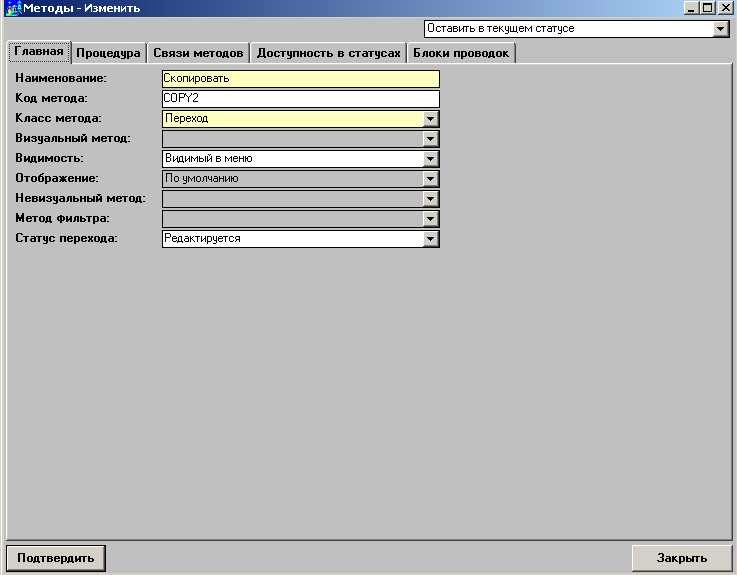 Методы - Изменить
Оставить в текущем статусе
Главная Процедура Связи методов Доступность в статусах Блоки проводок
Наименование: Скопировать
Код метода: COPY2
Класс метода: Переход
Визуальный метод:
Видимость: Видимый в меню
Отображение: По умолчанию
Невизуальный метод:
Метод фильтра:
Статус перехода: Редактируется
Подтвердить Закрыть